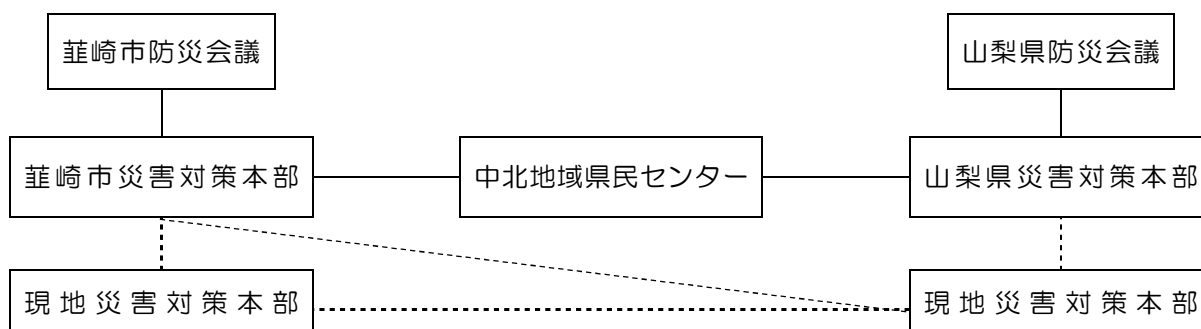 韮崎市防災会議
山梨県防災会議
韮崎市災害対策本部
中北地域県民センター
山梨県災害対策本部
現地災害対策本部
現地災害対策本部